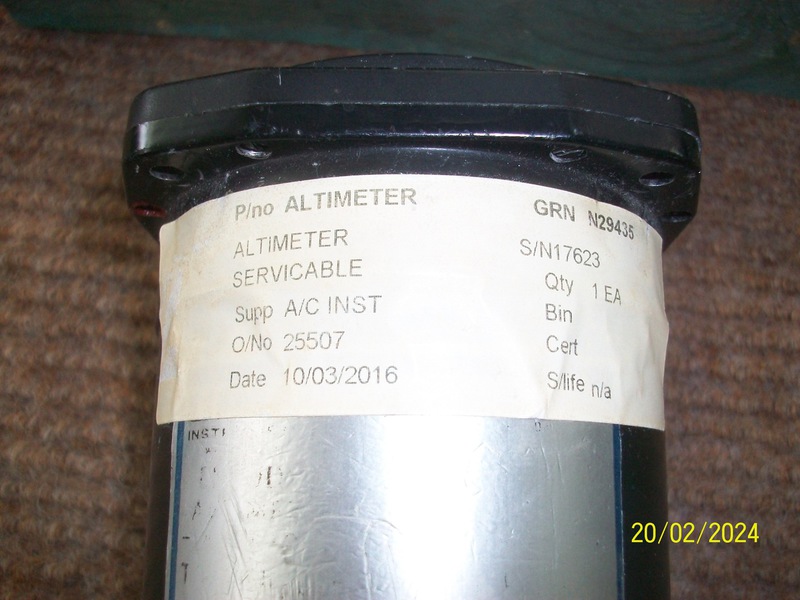 P/no ALTIMETER GRN N29435
ALTIMETER S/N17623
SERVICABLE Qty 1 EA
Supp A/C INST Bin
O/No 25507 Cert
Date 10/03/2016 S/life n/a
20/02/2024